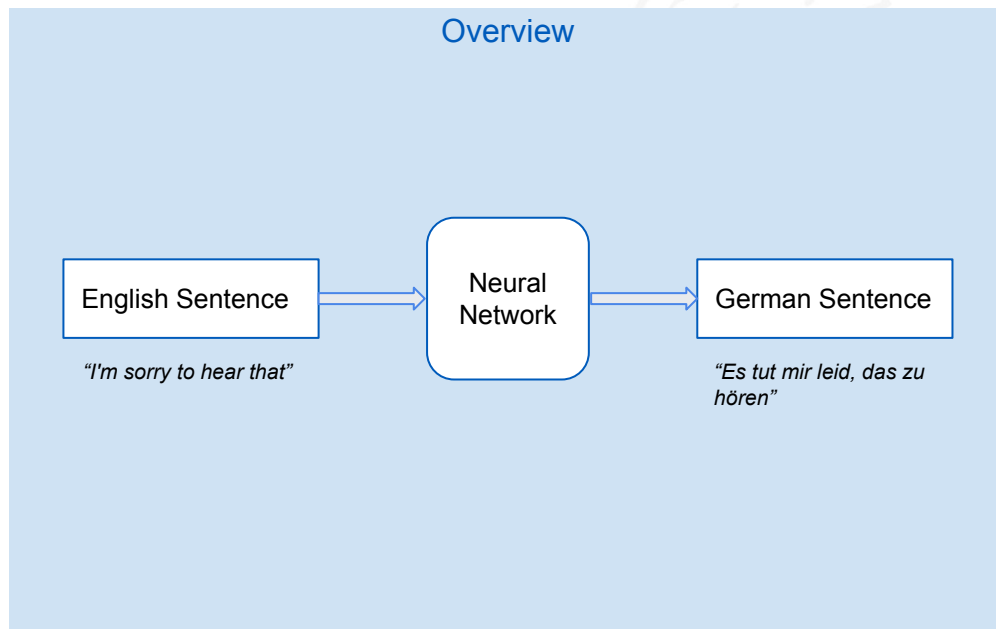 Overview
English Sentence
Neural
Network
German Sentence
“I'm sorry to hear that”
“Es tut mir leid, das zu
hören”